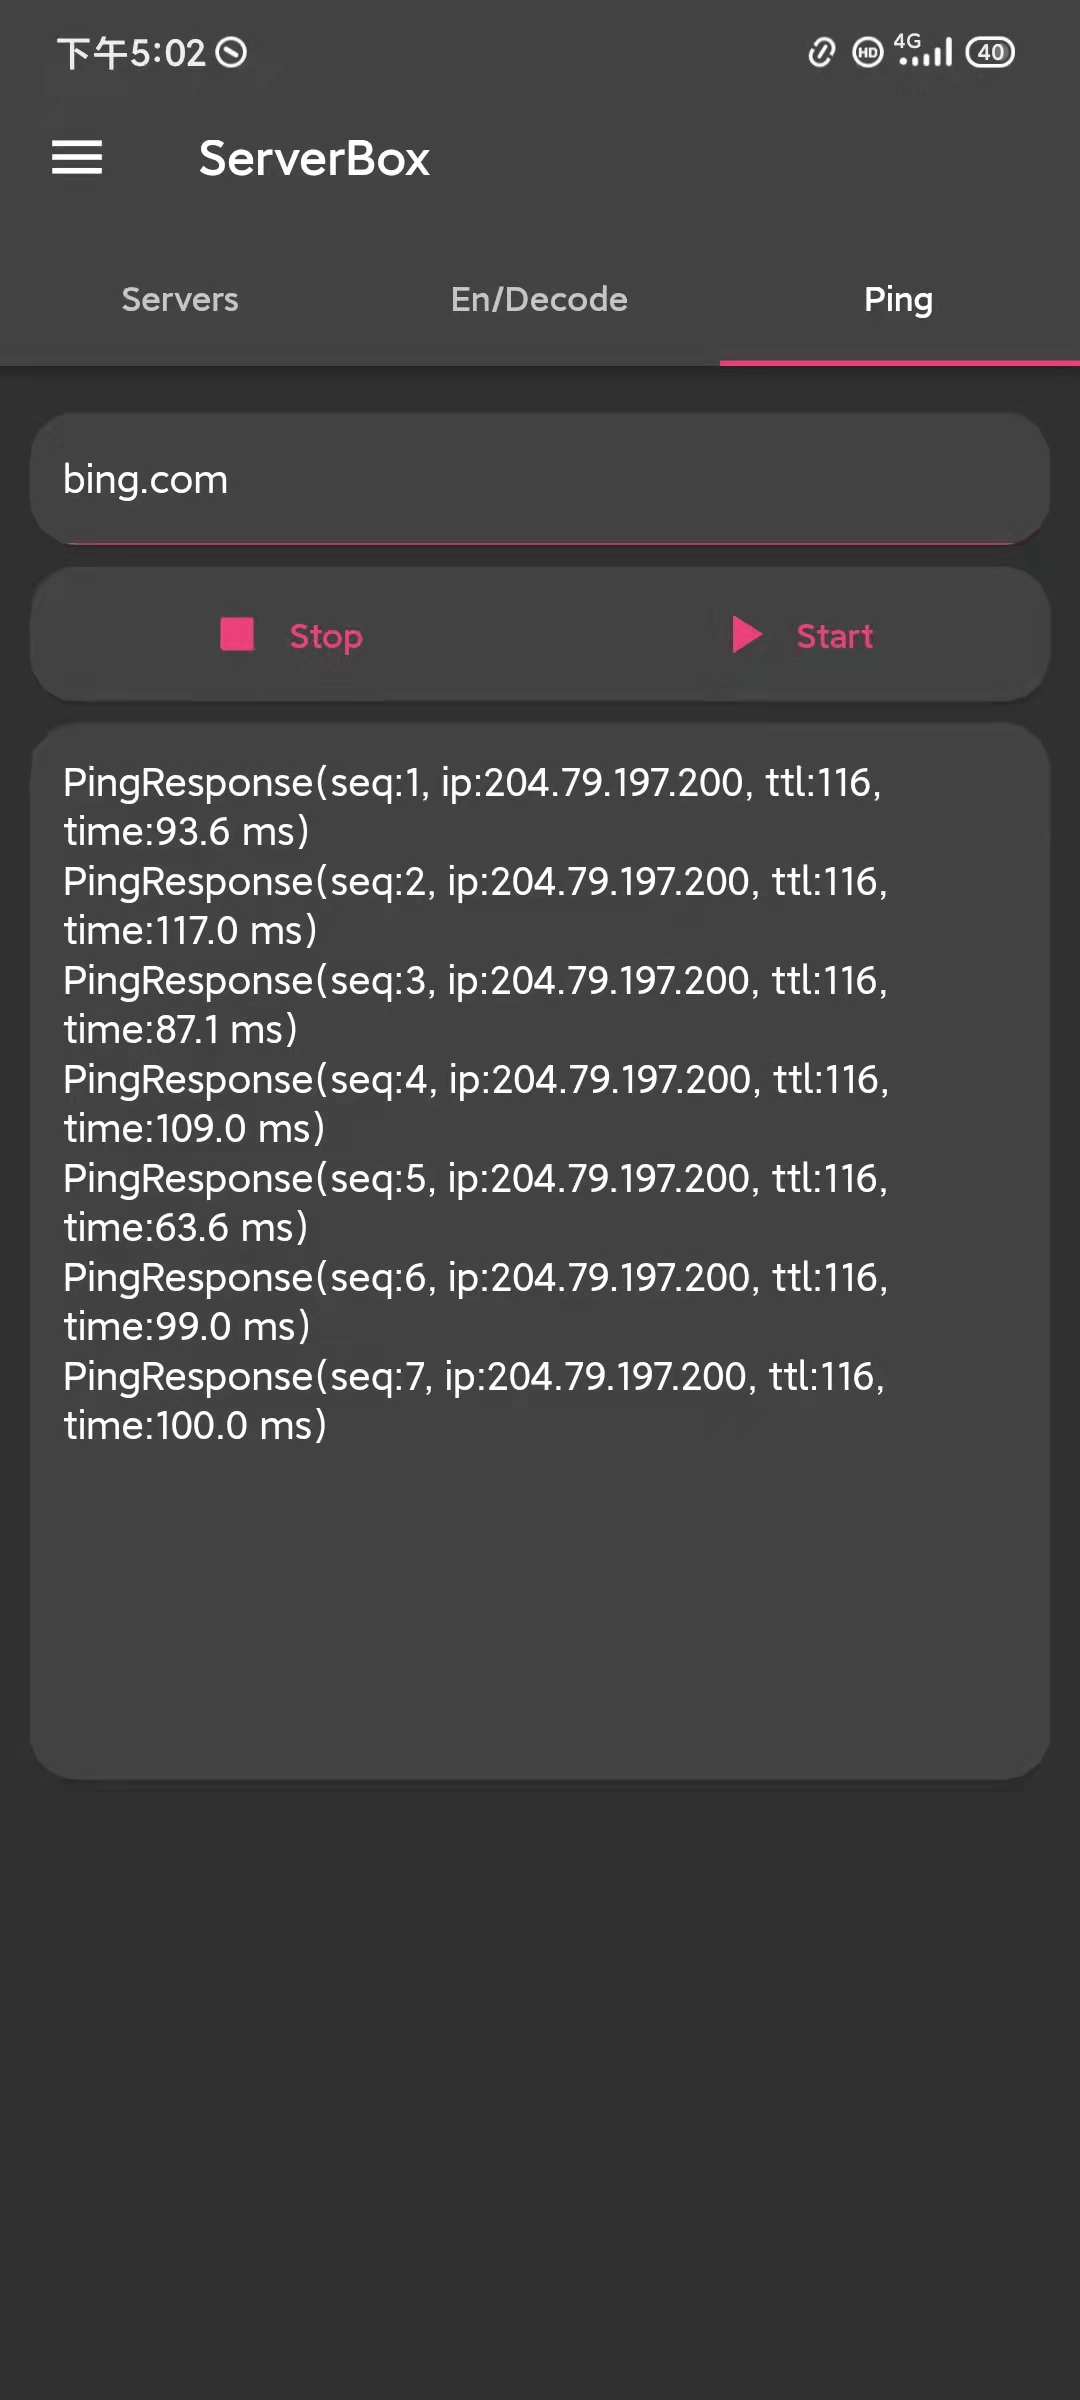 下午5:02
HD 4G 40
ServerBox
Servers En/Decode Ping
bing.com
Stop Start
PingResponse(seq:1, ip:204.79.197.200, ttl:116,
time:93.6 ms)
PingResponse(seq:2, ip:204.79.197.200, ttl:116,
time:117.0 ms)
PingResponse(seq:3, ip:204.79.197.200, ttl:116,
time:87.1 ms)
PingResponse(seq:4, ip:204.79.197.200, ttl:116,
time:109.0 ms)
PingResponse(seq:5, ip:204.79.197.200, ttl:116,
time:63.6 ms)
PingResponse(seq:6, ip:204.79.197.200, ttl:116,
time:99.0 ms)
PingResponse(seq:7, ip:204.79.197.200, ttl:116,
time:100.0 ms)